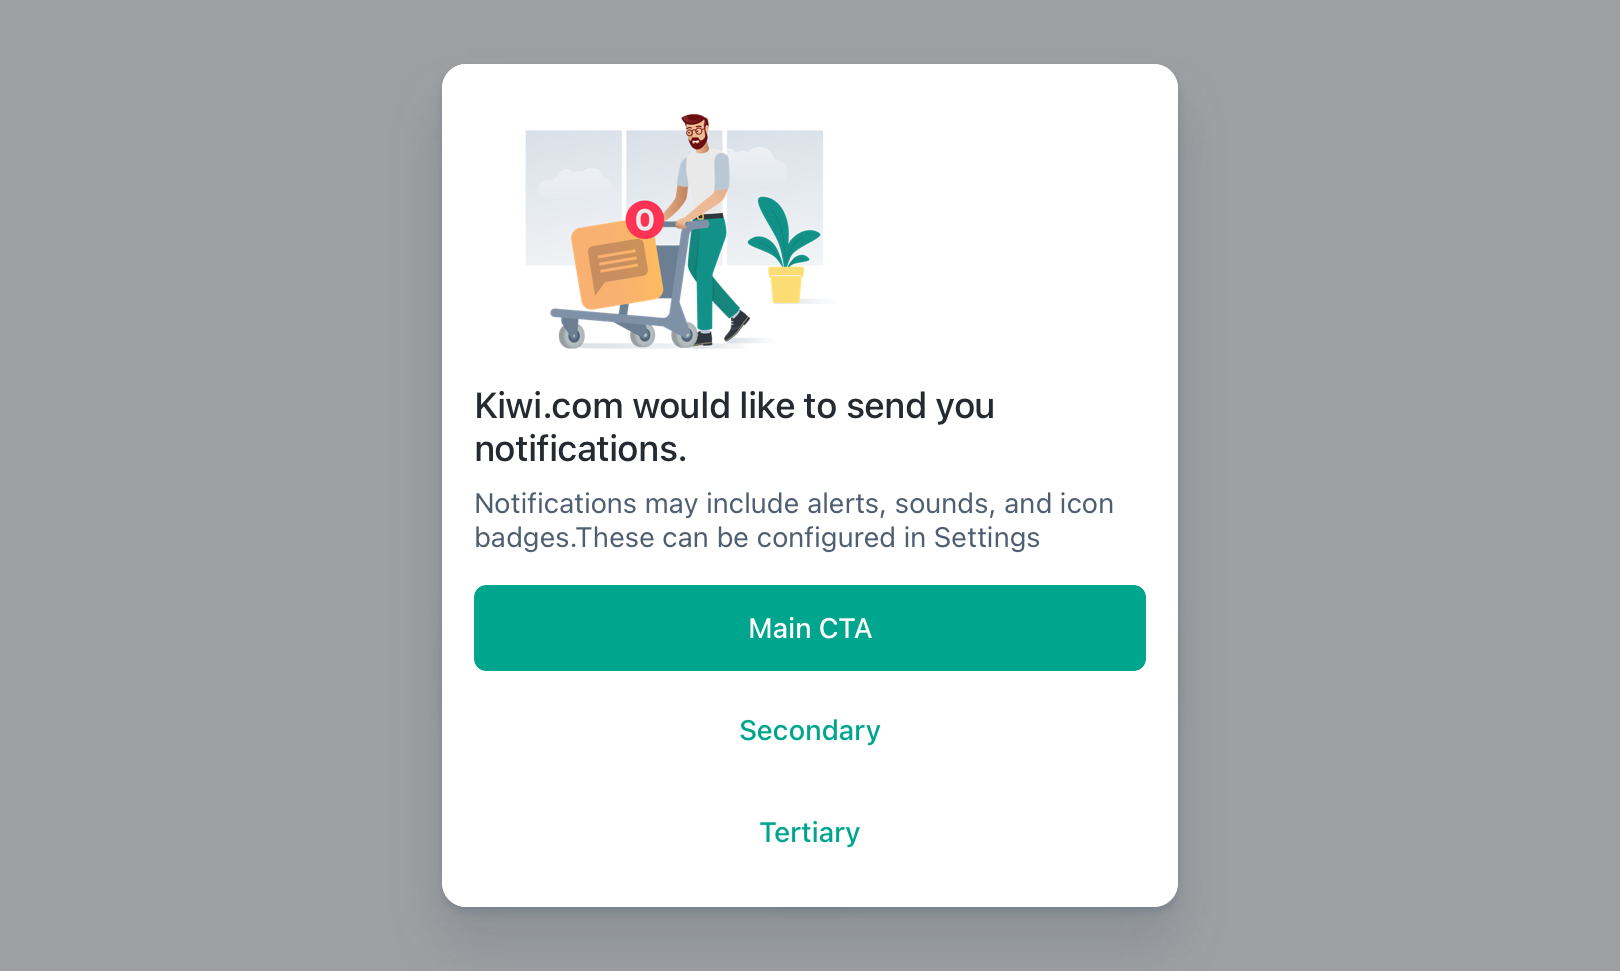 0
Kiwi.com would like to send you
notifications.
Notifications may include alerts, sounds, and icon
badges.These can be configured in Settings
Main CTA
Secondary
Tertiary